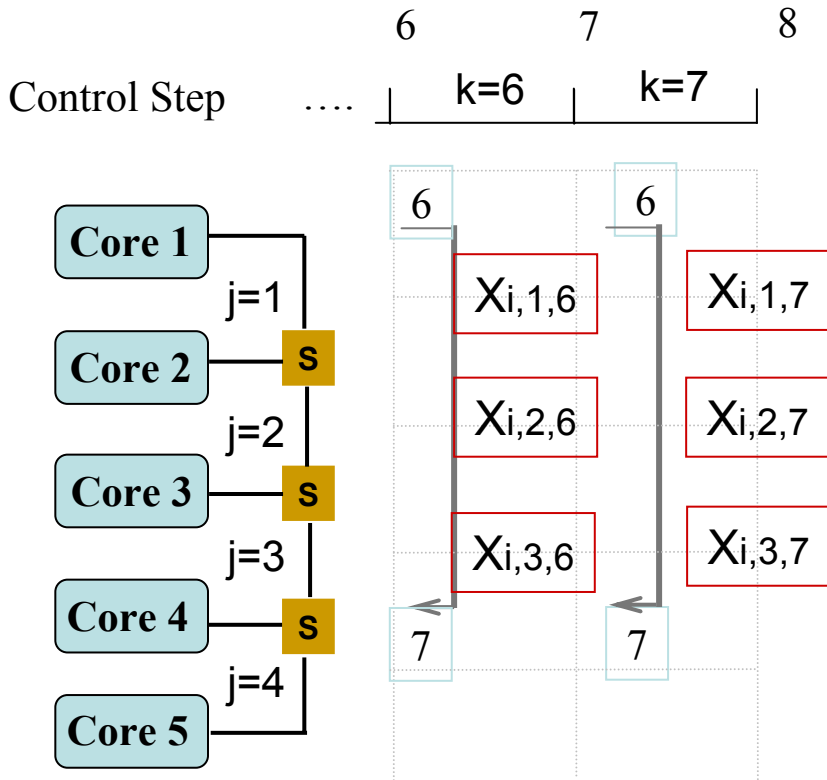 6 7 8
Control Step .... k=6 k=7
6 6
Core 1
j=1 Xi,1,6 Xi,1,7
Core 2 S
j=2 Xi,2,6 Xi,2,7
Core 3 S
j=3 Xi,3,6 Xi,3,7
Core 4 S
7 7
j=4
Core 5